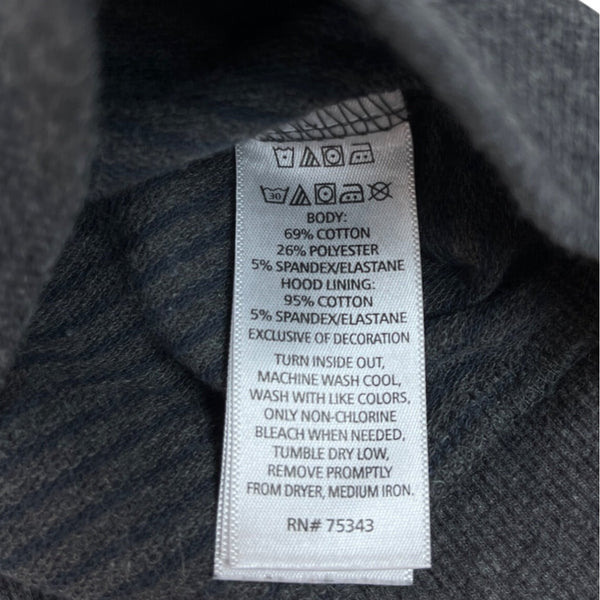 30
BODY:
69% COTTON
26% POLYESTER
5% SPANDEX/ELASTANE
HOOD LINING:
95% COTTON
5% SPANDEX/ELASTANE
EXCLUSIVE OF DECORATION
TURN INSIDE OUT,
MACHINE WASH COOL,
WASH WITH LIKE COLORS,
ONLY NON-CHLORINE
BLEACH WHEN NEEDED,
TUMBLE DRY LOW,
REMOVE PROMPTLY
FROM DRYER, MEDIUM IRON.
RN# 75343